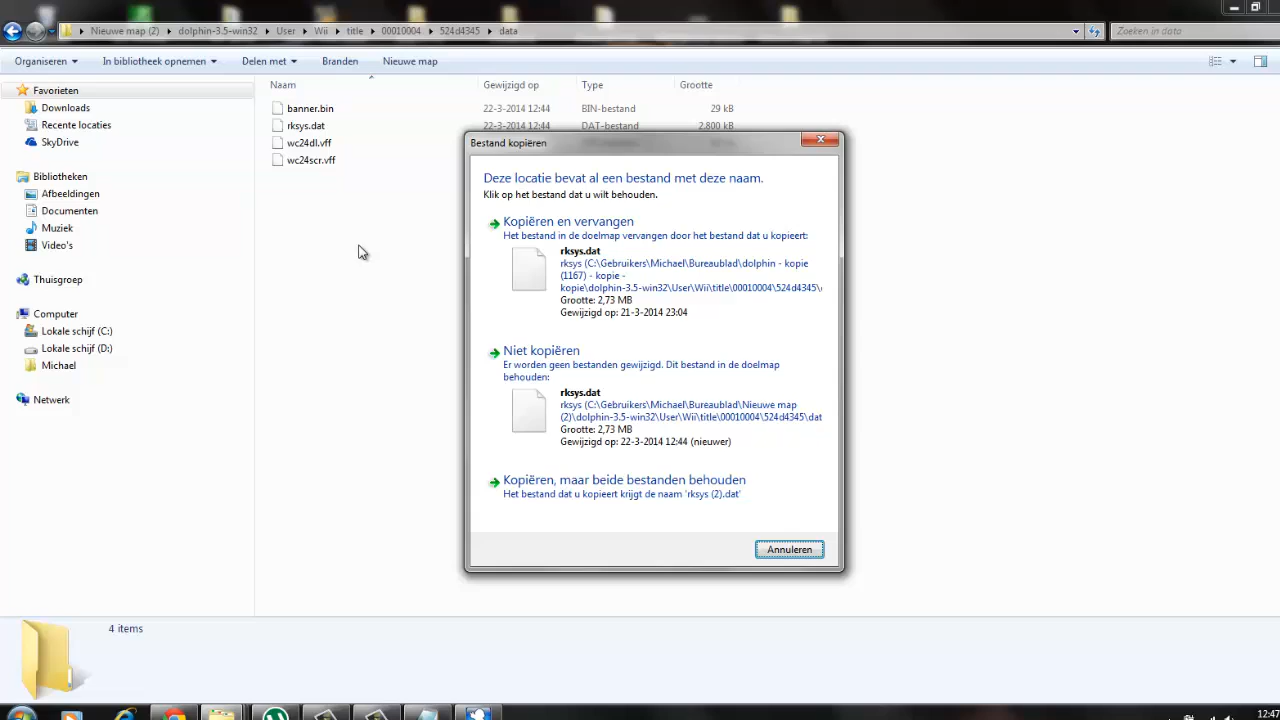 Nieuwe map (2) dolphin-3.5-win32 User Wii title 00010004 524d4345 data
Zoeken in data
Organiseren In bibliotheek opnemen Delen met Branden Nieuwe map
Favorieten
Downloads
Recente locaties
SkyDrive
Bibliotheken
Afbeeldingen
Documenten
Muziek
Video's
Thuisgroep
Computer
Lokale schijf (C:)
Lokale schijf (D:)
Michael
Netwerk
Naam Gewijzigd op Type Grootte
banner.bin 22-3-2014 12:44 BIN-bestand 29 kB
rksys.dat 22-3-2014 12:44 DAT-bestand 2.800 kB
wc24dl.vff
wc24scr.vff
Bestand kopiëren
Deze locatie bevat al een bestand met deze naam.
Klik op het bestand dat u wilt behouden.
Kopiëren en vervangen
Het bestand in de doelmap vervangen door het bestand dat u kopieert:
rksys.dat
rksys (C:\Gebruikers\Michael\Bureaublad\dolphin - kopie
(1167) - kopie -
kopie\dolphin-3.5-win32\User\Wii\title\00010004\524d4345\
Grootte: 2,73 MB
Gewijzigd op: 21-3-2014 23:04
Niet kopiëren
Er worden geen bestanden gewijzigd. Dit bestand in de doelmap
behouden:
rksys.dat
rksys (C:\Gebruikers\Michael\Bureaublad\Nieuwe map
(2)\dolphin-3.5-win32\User\Wii\title\00010004\524d4345\dat
Grootte: 2,73 MB
Gewijzigd op: 22-3-2014 12:44 (nieuwer)
Kopiëren, maar beide bestanden behouden
Het bestand dat u kopieert krijgt de naam 'rksys (2).dat'
Annuleren
4 items
12:47